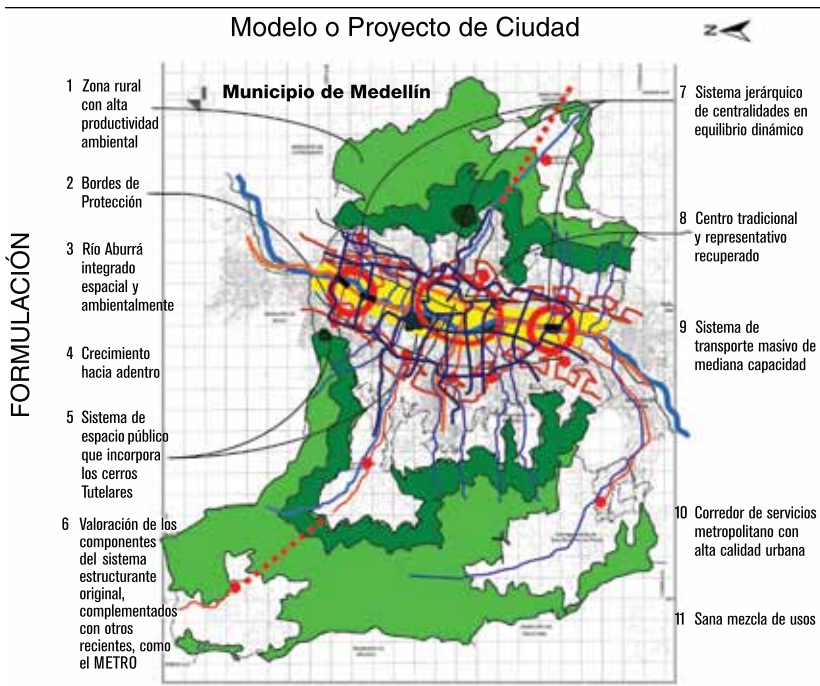 Modelo o Proyecto de Ciudad
N
Municipio de Medellín
FORMULACIÓN
1 Zona rural
con alta
productividad
ambiental
2 Bordes de
Protección
3 Río Aburrá
integrado
espacial y
ambientalmente
4 Crecimiento
hacia adentro
5 Sistema de
espacio público
que incorpora
los cerros
Tutelares
6 Valoración de los
componentes
del sistema
estructurante
original,
complementados
con otros
recientes, como
el METRO
7 Sistema jerárquico
de centralidades en
equilibrio dinámico
8 Centro tradicional
y representativo
recuperado
9 Sistema de
transporte masivo de
mediana capacidad
10 Corredor de servicios
metropolitano con
alta calidad urbana
11 Sana mezcla de usos